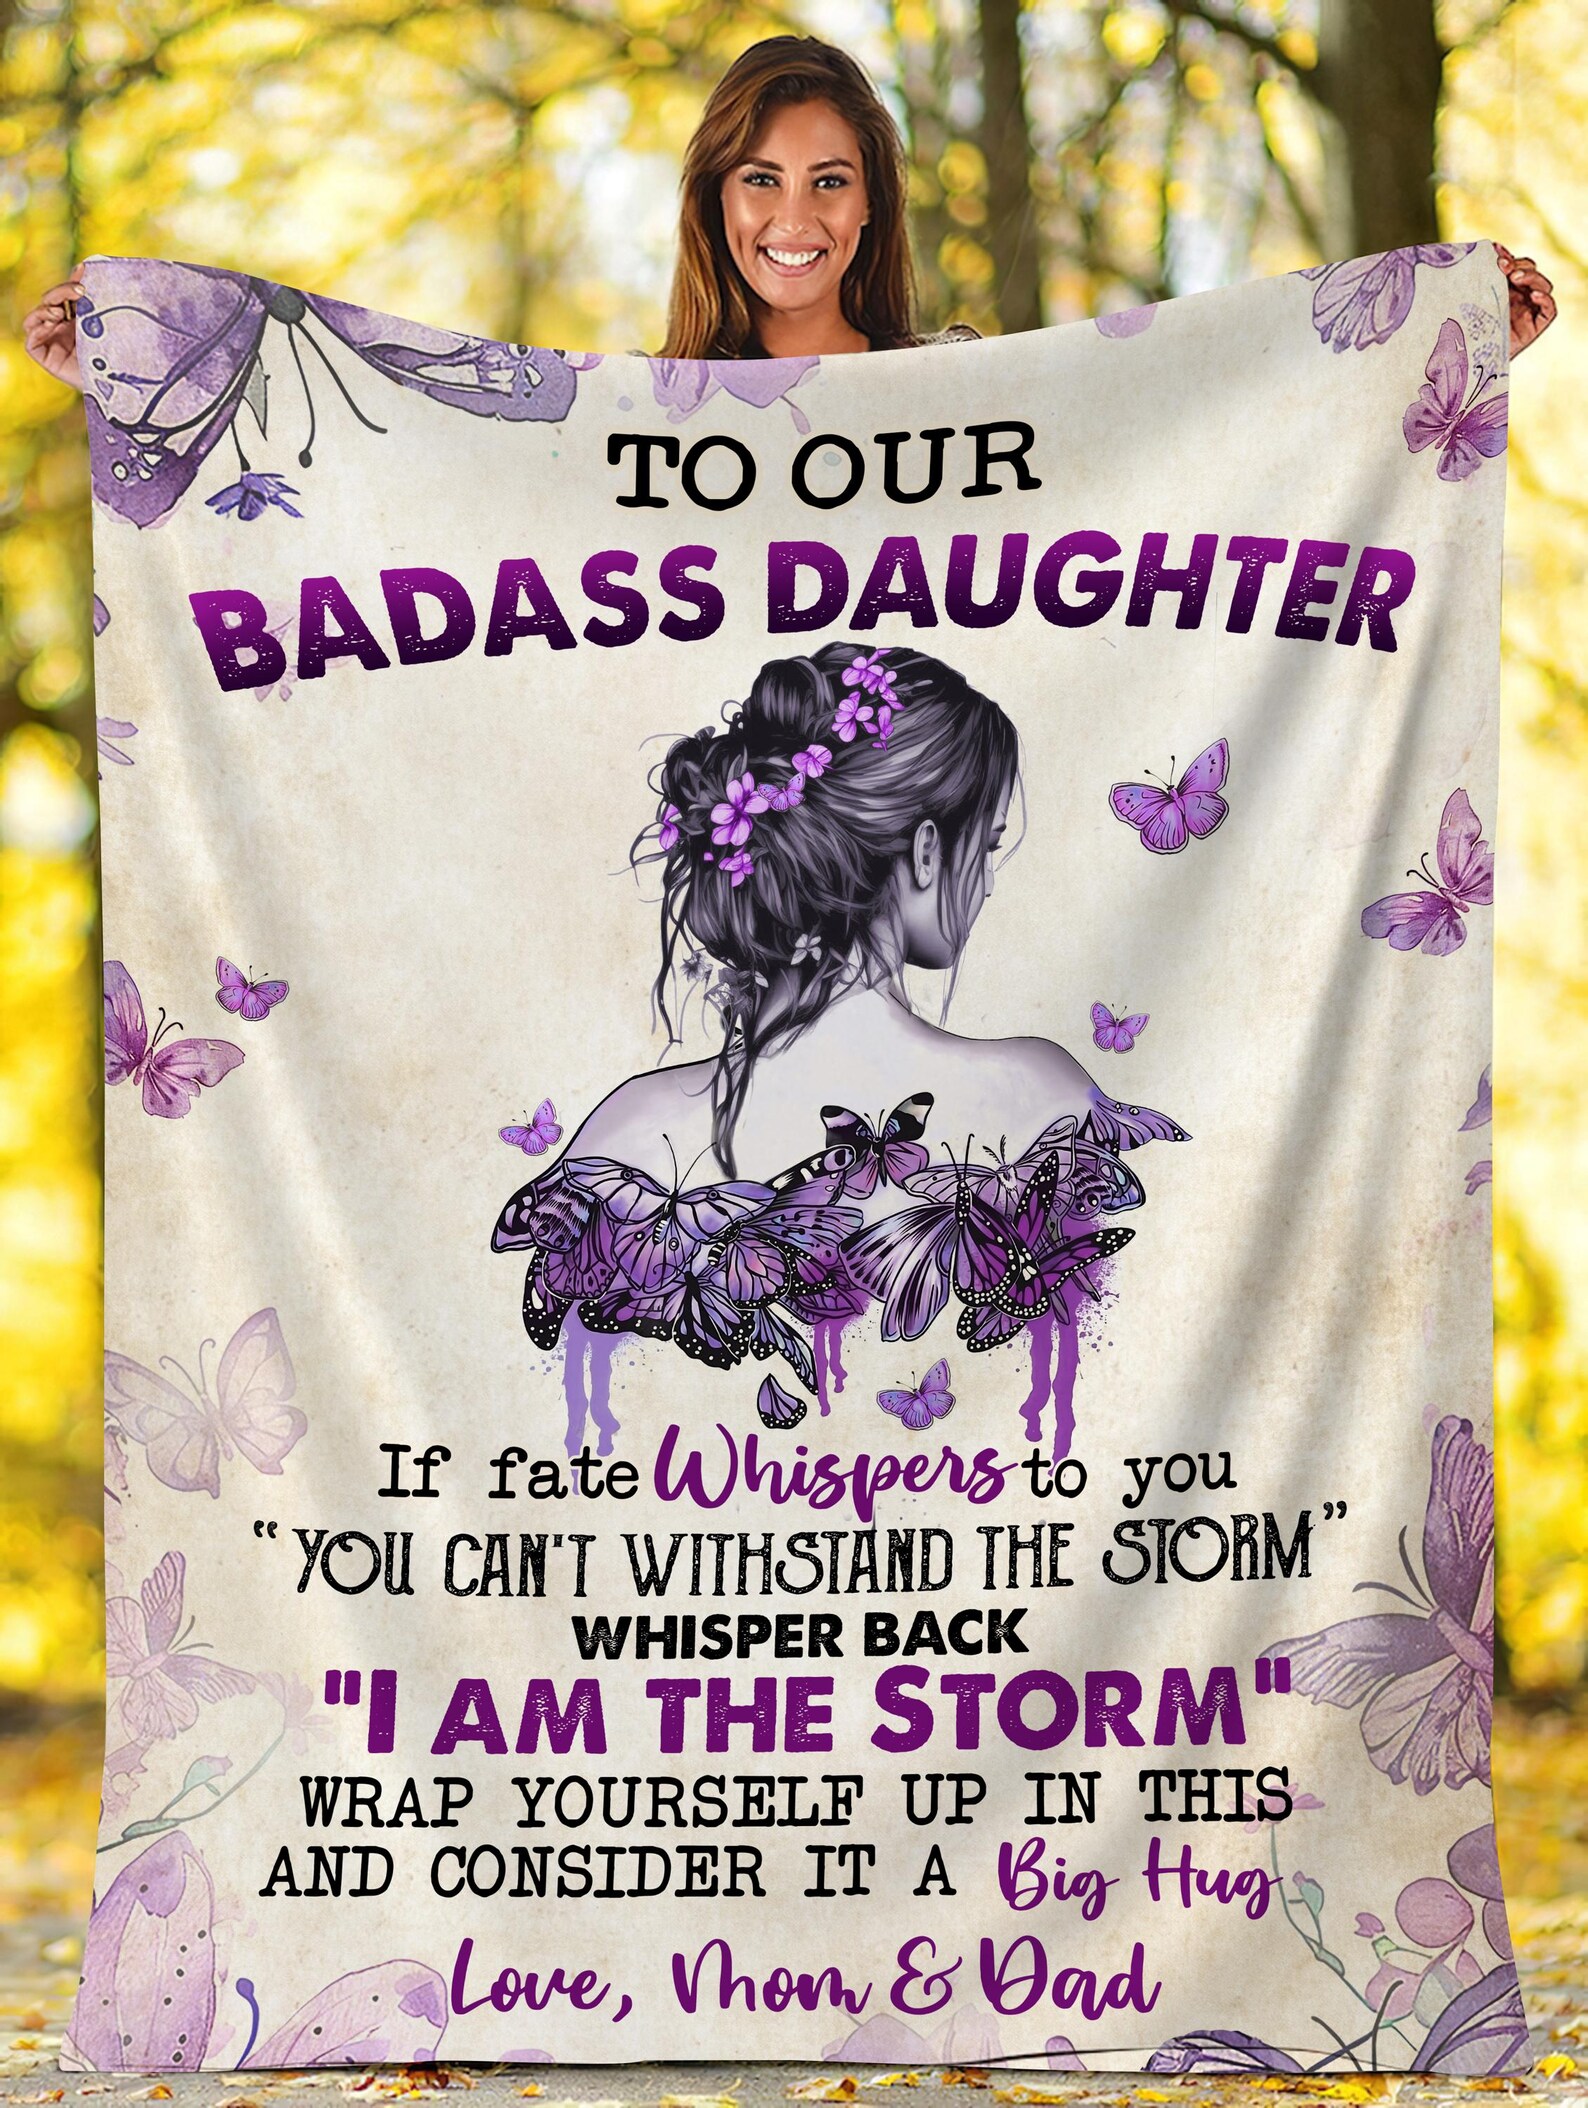 TO OUR
BADASS DAUGHTER
If fate Whispers to you
“YOU CAN'T WITHSTAND THE STORM”
WHISPER BACK
"I AM THE STORM"
WRAP YOURSELF UP IN THIS
AND CONSIDER IT A Big Hug
Love, Mom & Dad